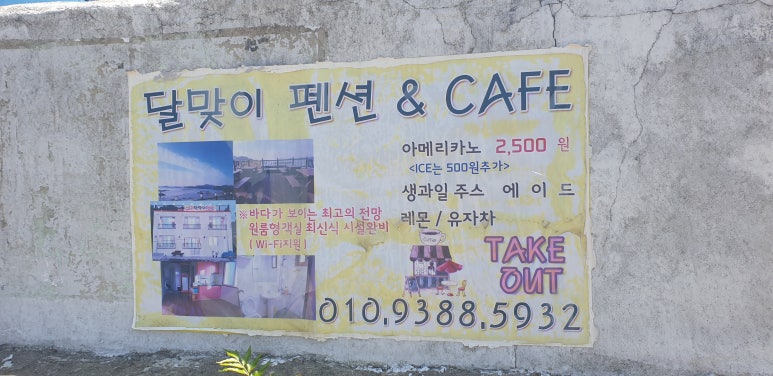 달맞이 펜션 & CAFE
아메리카노 2,500 원
<ICE는 500원추가>
생과일 주스 에이드
레몬 / 유자차
※ 바다가 보이는 최고의 전망
원룸형객실 최신식 시설완비
( Wi-Fi지원 )
TAKE
OUT
010.9388.5932